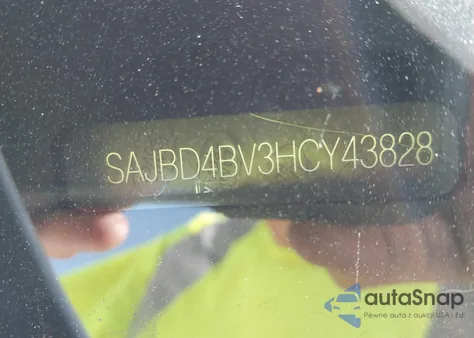 SAJBD4BV3HCY43828
autaSnap
Pewne auta z aukcji USA i EU